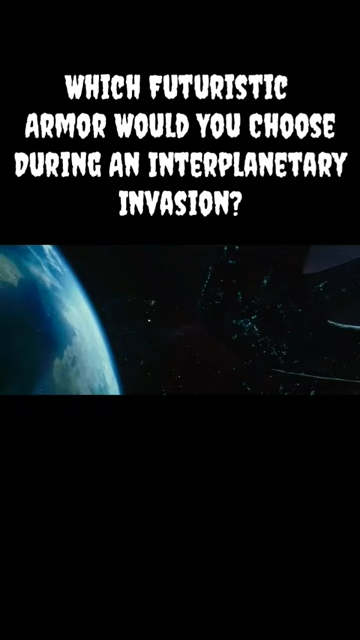 WHICH FUTURISTIC
ARMOR WOULD YOU CHOOSE
DURING AN INTERPLANETARY
INVASION?